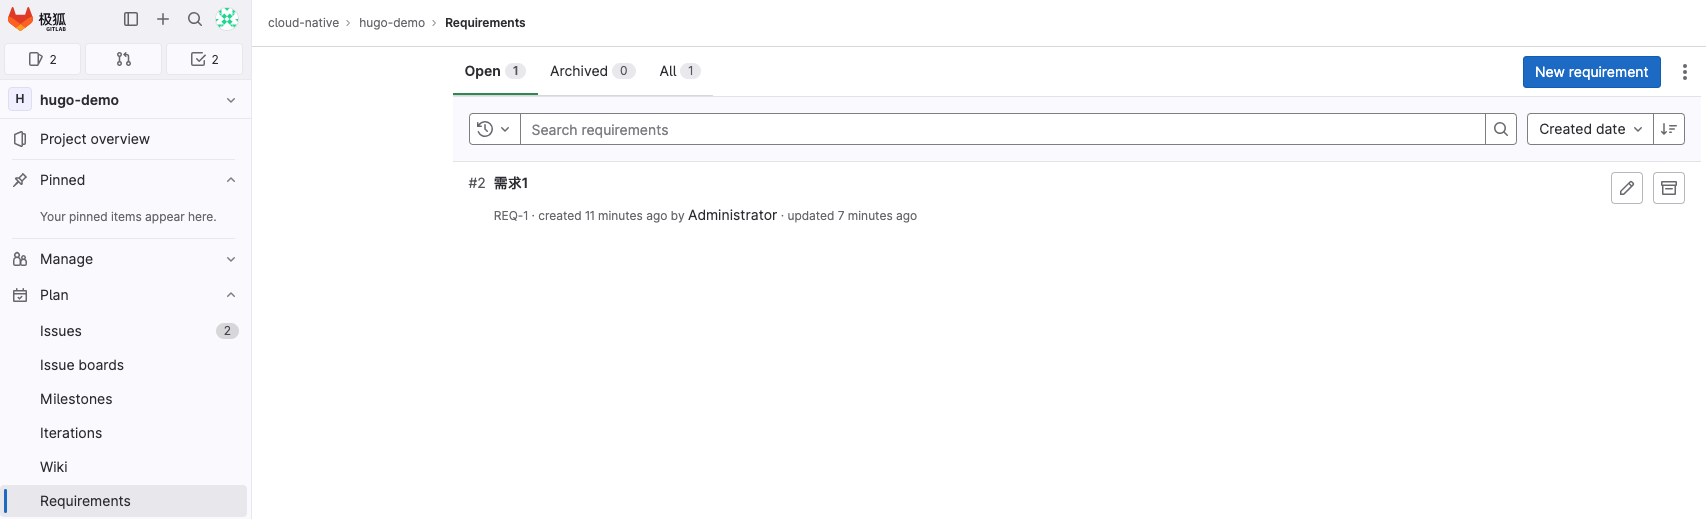 极狐
GITLAB
2
2
H hugo-demo
Project overview
Pinned
Your pinned items appear here.
Manage
Plan
Issues 2
Issue boards
Milestones
Iterations
Wiki
Requirements
cloud-native › hugo-demo › Requirements
Open 1 Archived 0 All 1
New requirement
Search requirements
Created date
#2 需求1
REQ-1 · created 11 minutes ago by Administrator · updated 7 minutes ago